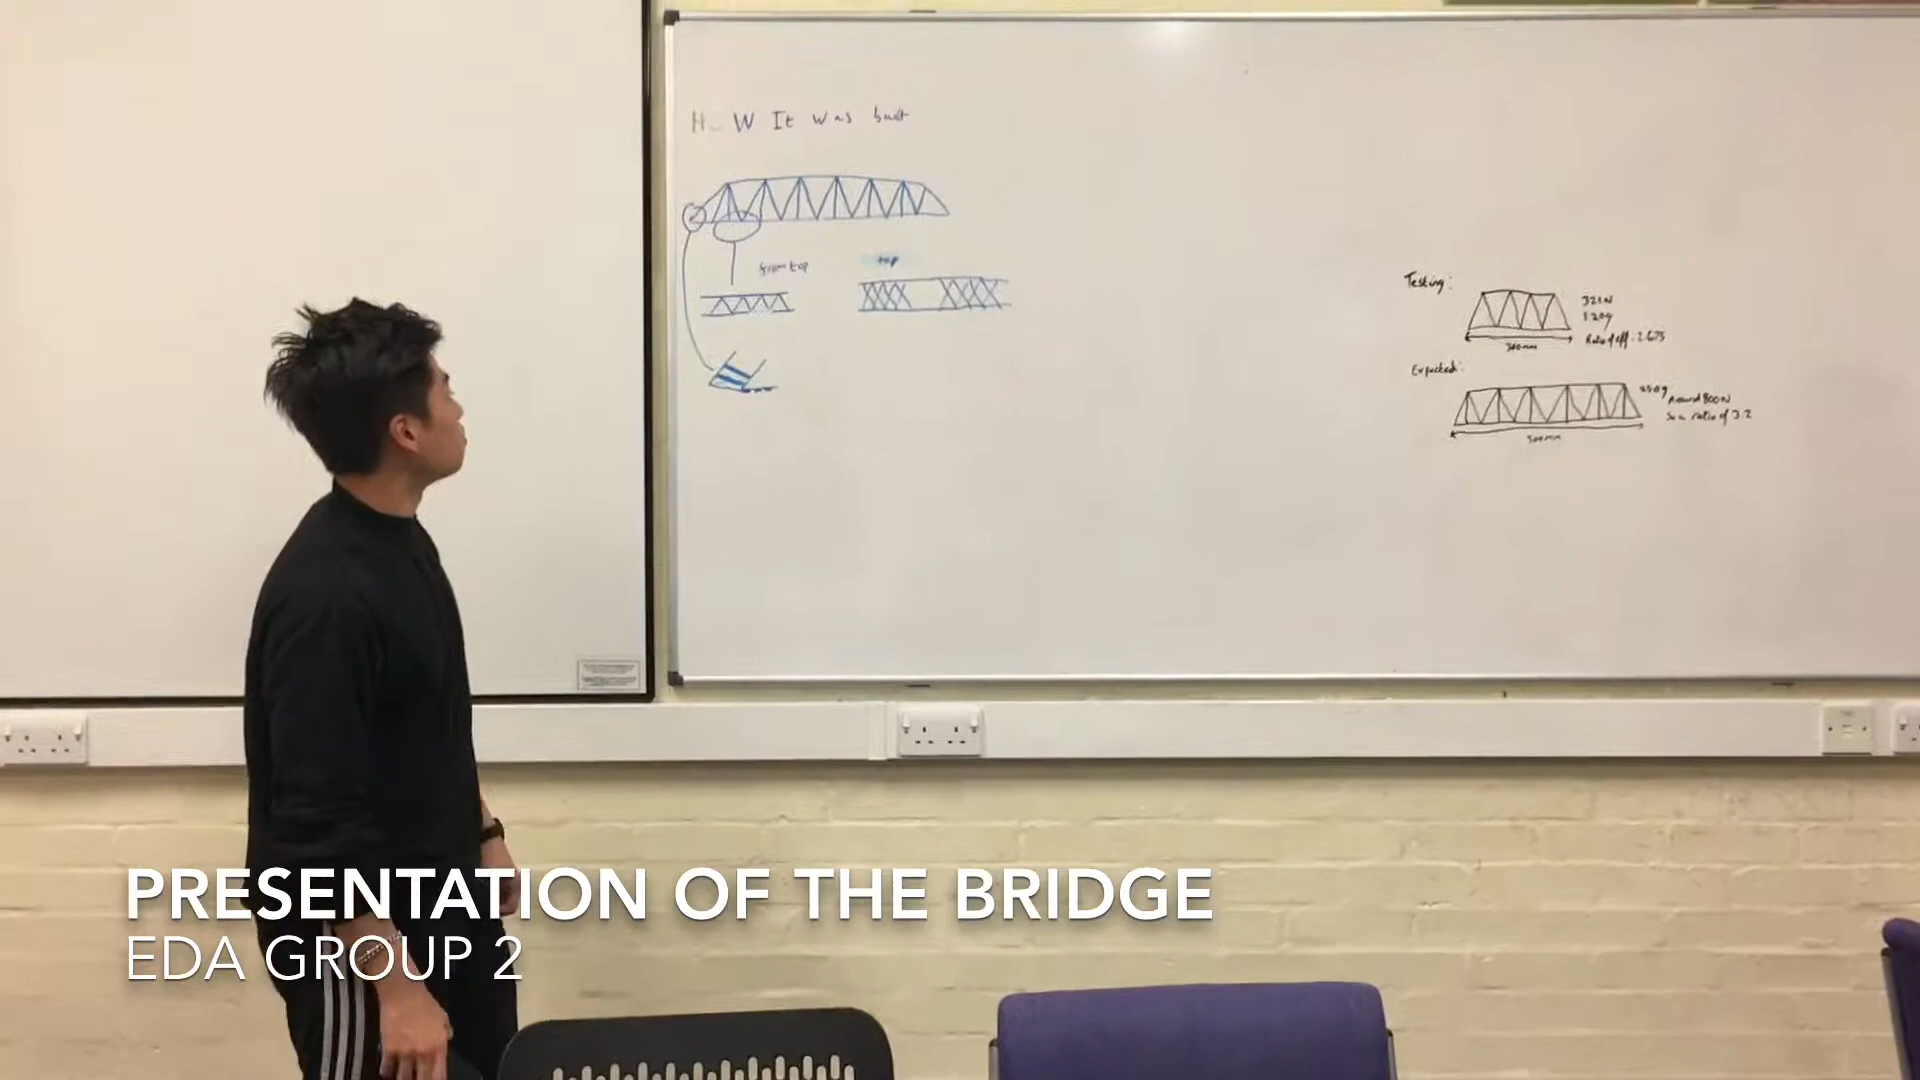 How It was built
from top
top
Testing:
321N
120g
Ratio of eff: 2.675
300mm
Expected:
250g
Around 800N
So a ratio of 3.2
500mm
PRESENTATION OF THE BRIDGE
EDA GROUP 2